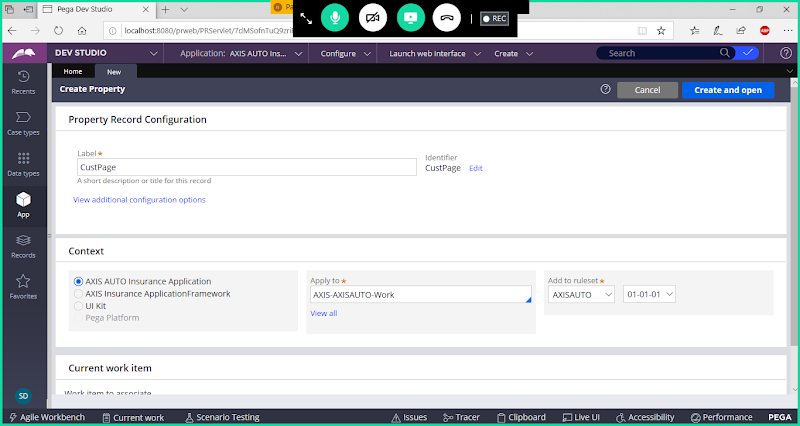 Pega Dev Studio
REC
localhost:8080/prweb/PRServlet/7dMSofnTuQ9zri
ABP
DEV STUDIO
Application: AXIS AUTO Ins...
Configure
Launch web interface
Create
Search
Home
New
Create Property
Cancel
Create and open
Recents
Case types
Data types
App
Records
Favorites
SD
Property Record Configuration
Label★
CustPage
A short description or title for this record
Identifier
CustPage Edit
View additional configuration options
Context
AXIS AUTO Insurance Application
AXIS Insurance ApplicationFramework
UI Kit
Pega Platform
Apply to★
AXIS-AXISAUTO-Work
View all
Add to ruleset★
AXISAUTO
01-01-01
Current work item
Work item to associate
Agile Workbench
Current work
Scenario Testing
Issues
Tracer
Clipboard
Live UI
Accessibility
Performance
PEGA